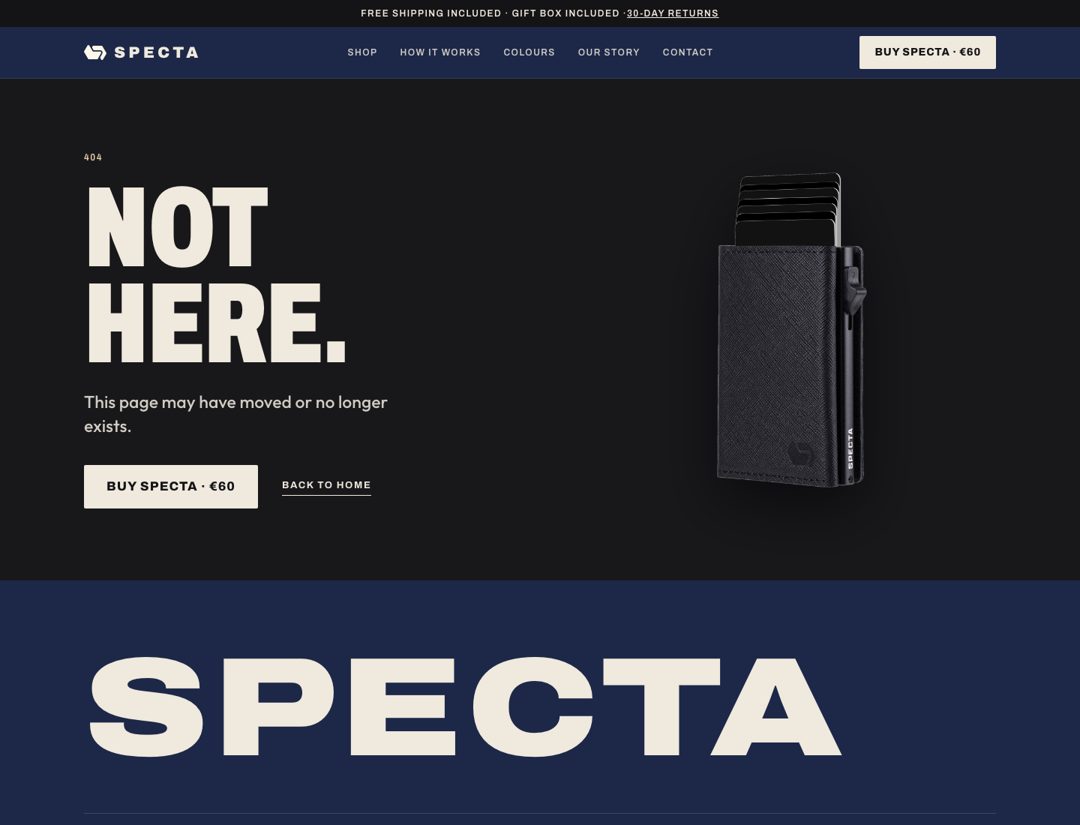 FREE SHIPPING INCLUDED · GIFT BOX INCLUDED · 30-DAY RETURNS
SPECTA
SHOP HOW IT WORKS COLOURS OUR STORY CONTACT
BUY SPECTA · €60
404
NOT
HERE.
This page may have moved or no longer
exists.
BUY SPECTA · €60
BACK TO HOME
SPECTA
SPECTA